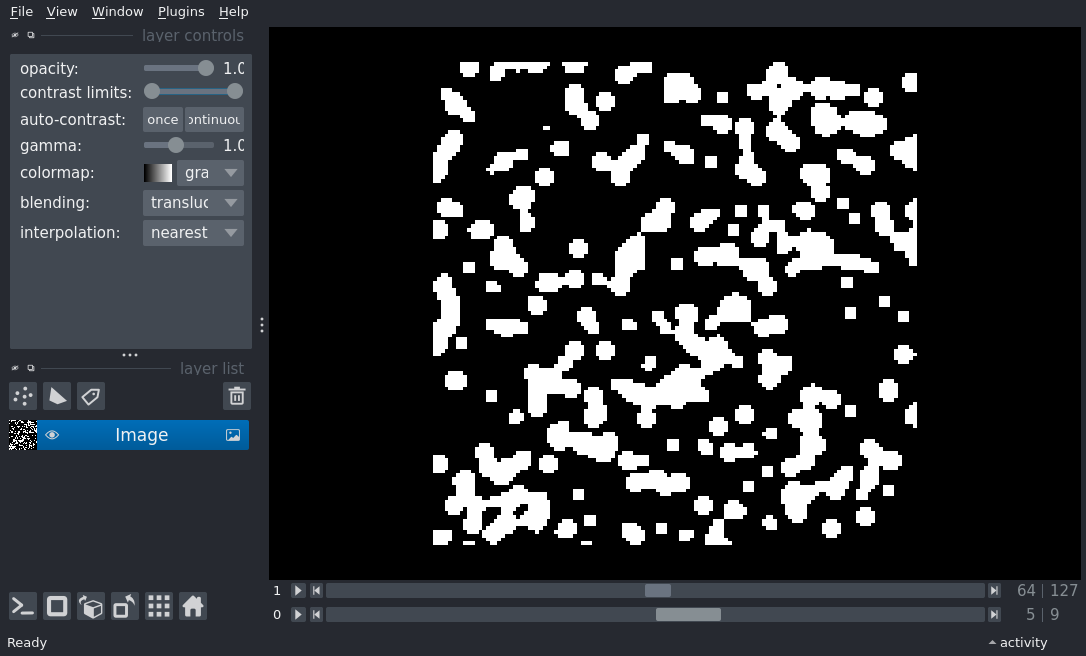 File View Window Plugins Help
layer controls
opacity: 1.0
contrast limits:
auto-contrast: once ontinuou
gamma: 1.0
colormap: gra
blending: transluc
interpolation: nearest
layer list
Image
1 64 | 127
0 5 | 9
Ready activity